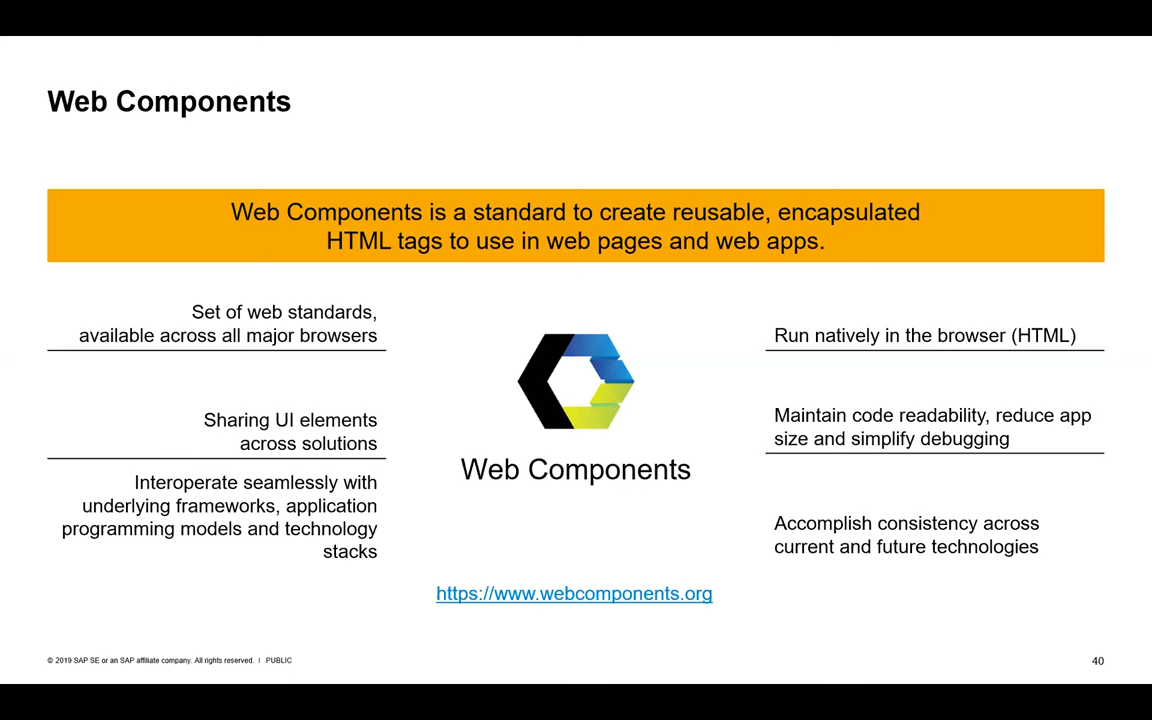 Web Components
Web Components is a standard to create reusable, encapsulated
HTML tags to use in web pages and web apps.
Set of web standards,
available across all major browsers
Sharing UI elements
across solutions
Interoperate seamlessly with
underlying frameworks, application
programming models and technology
stacks
Web Components
https://www.webcomponents.org
Run natively in the browser (HTML)
Maintain code readability, reduce app
size and simplify debugging
Accomplish consistency across
current and future technologies
© 2019 SAP SE or an SAP affiliate company. All rights reserved. | PUBLIC
40